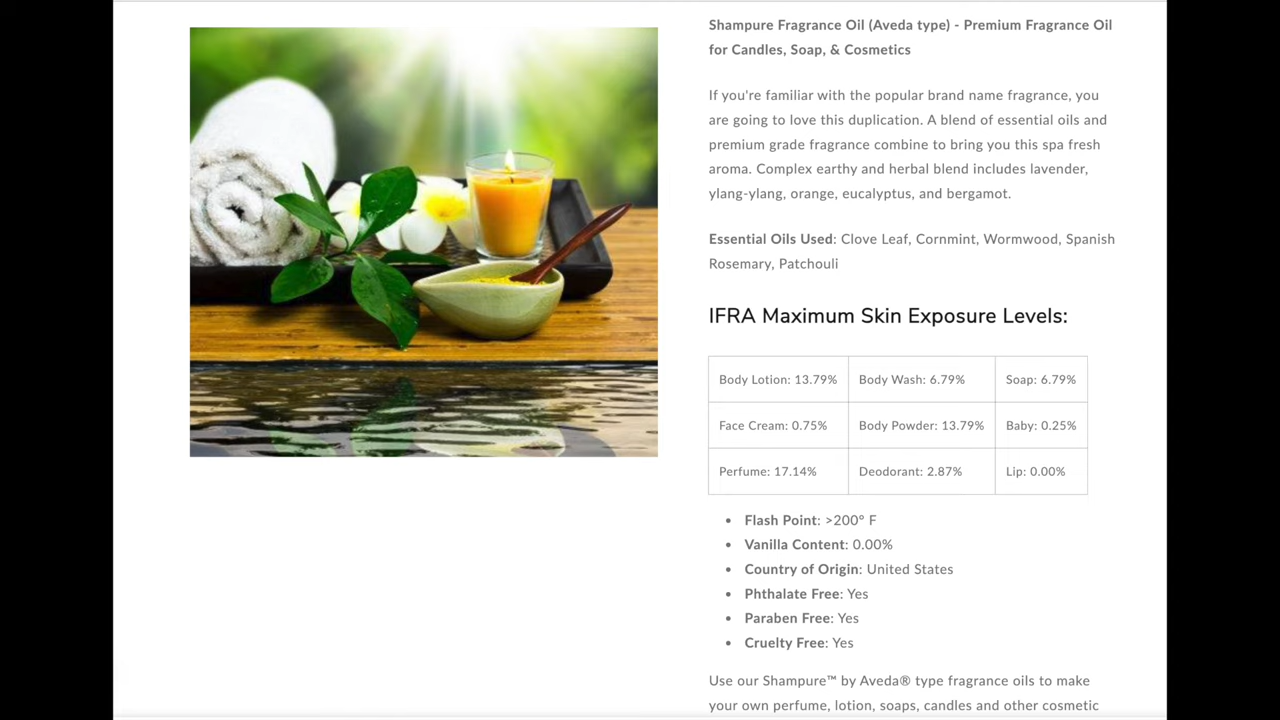 Shampure Fragrance Oil (Aveda type) - Premium Fragrance Oil
for Candles, Soap, & Cosmetics
If you're familiar with the popular brand name fragrance, you
are going to love this duplication. A blend of essential oils and
premium grade fragrance combine to bring you this spa fresh
aroma. Complex earthy and herbal blend includes lavender,
ylang-ylang, orange, eucalyptus, and bergamot.
Essential Oils Used: Clove Leaf, Cornmint, Wormwood, Spanish
Rosemary, Patchouli
IFRA Maximum Skin Exposure Levels:
Body Lotion: 13.79% Body Wash: 6.79% Soap: 6.79%
Face Cream: 0.75% Body Powder: 13.79% Baby: 0.25%
Perfume: 17.14% Deodorant: 2.87% Lip: 0.00%
• Flash Point: >200° F
• Vanilla Content: 0.00%
• Country of Origin: United States
• Phthalate Free: Yes
• Paraben Free: Yes
• Cruelty Free: Yes
Use our Shampure™ by Aveda® type fragrance oils to make
your own perfume, lotion, soaps, candles and other cosmetic